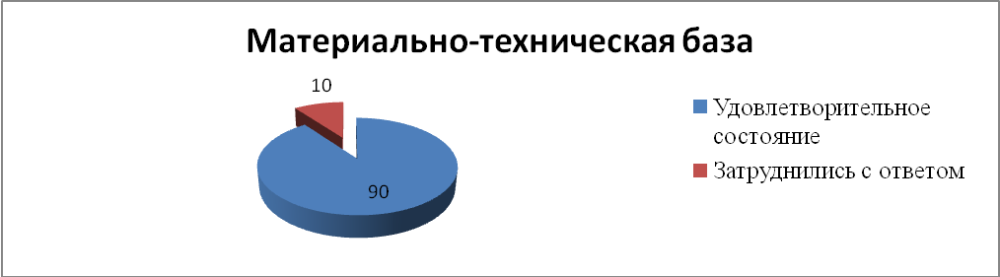 Материально-техническая база
10
90
Удовлетворительное
состояние
Затруднились с ответом